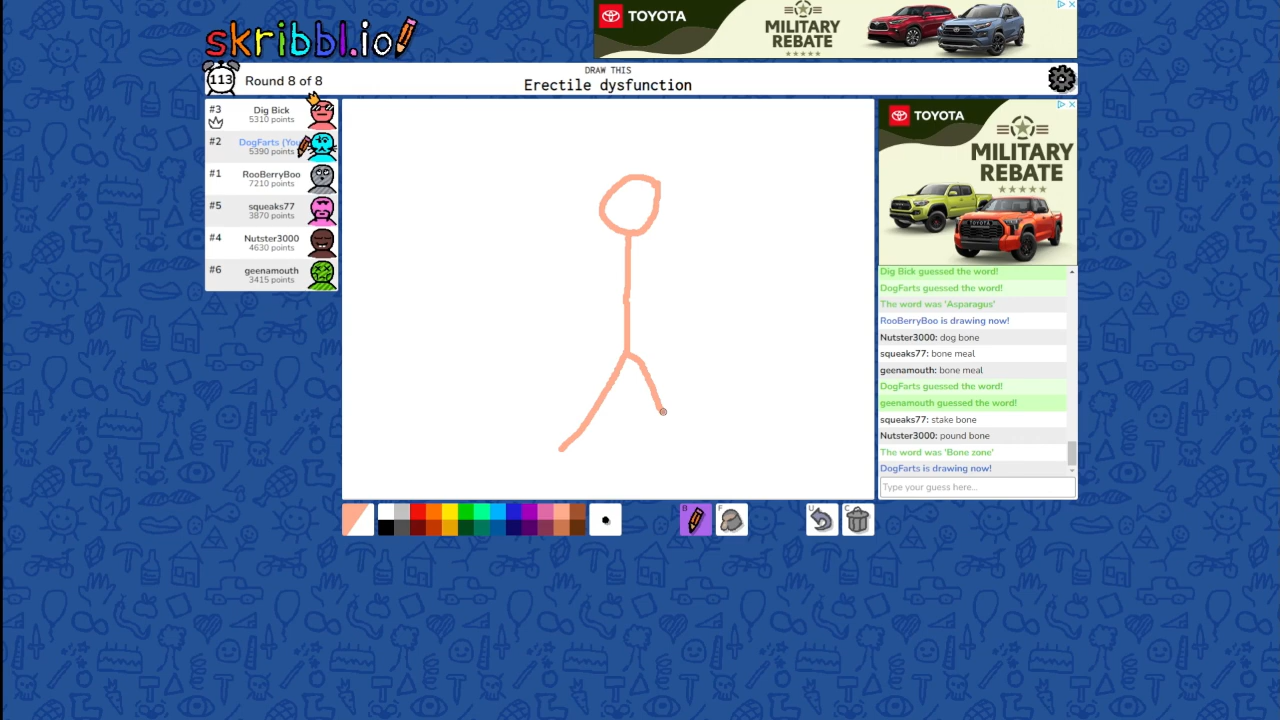 skribbl.io
TOYOTA
MILITARY
REBATE
113
Round 8 of 8
DRAW THIS
Erectile dysfunction
#3
Dig Bick
5310 points
#2
DogFarts (You
5390 points
#1
RooBerryBoo
7210 points
#5
squeaks77
3870 points
#4
Nutster3000
4630 points
#6
geenamouth
3415 points
TOYOTA
MILITARY
REBATE
Dig Bick guessed the word!
DogFarts guessed the word!
The word was 'Asparagus'
RooBerryBoo is drawing now!
Nutster3000: dog bone
squeaks77: bone meal
geenamouth: bone meal
DogFarts guessed the word!
geenamouth guessed the word!
squeaks77: stake bone
Nutster3000: pound bone
The word was 'Bone zone'
DogFarts is drawing now!
Type your guess here...
B
F
U
C